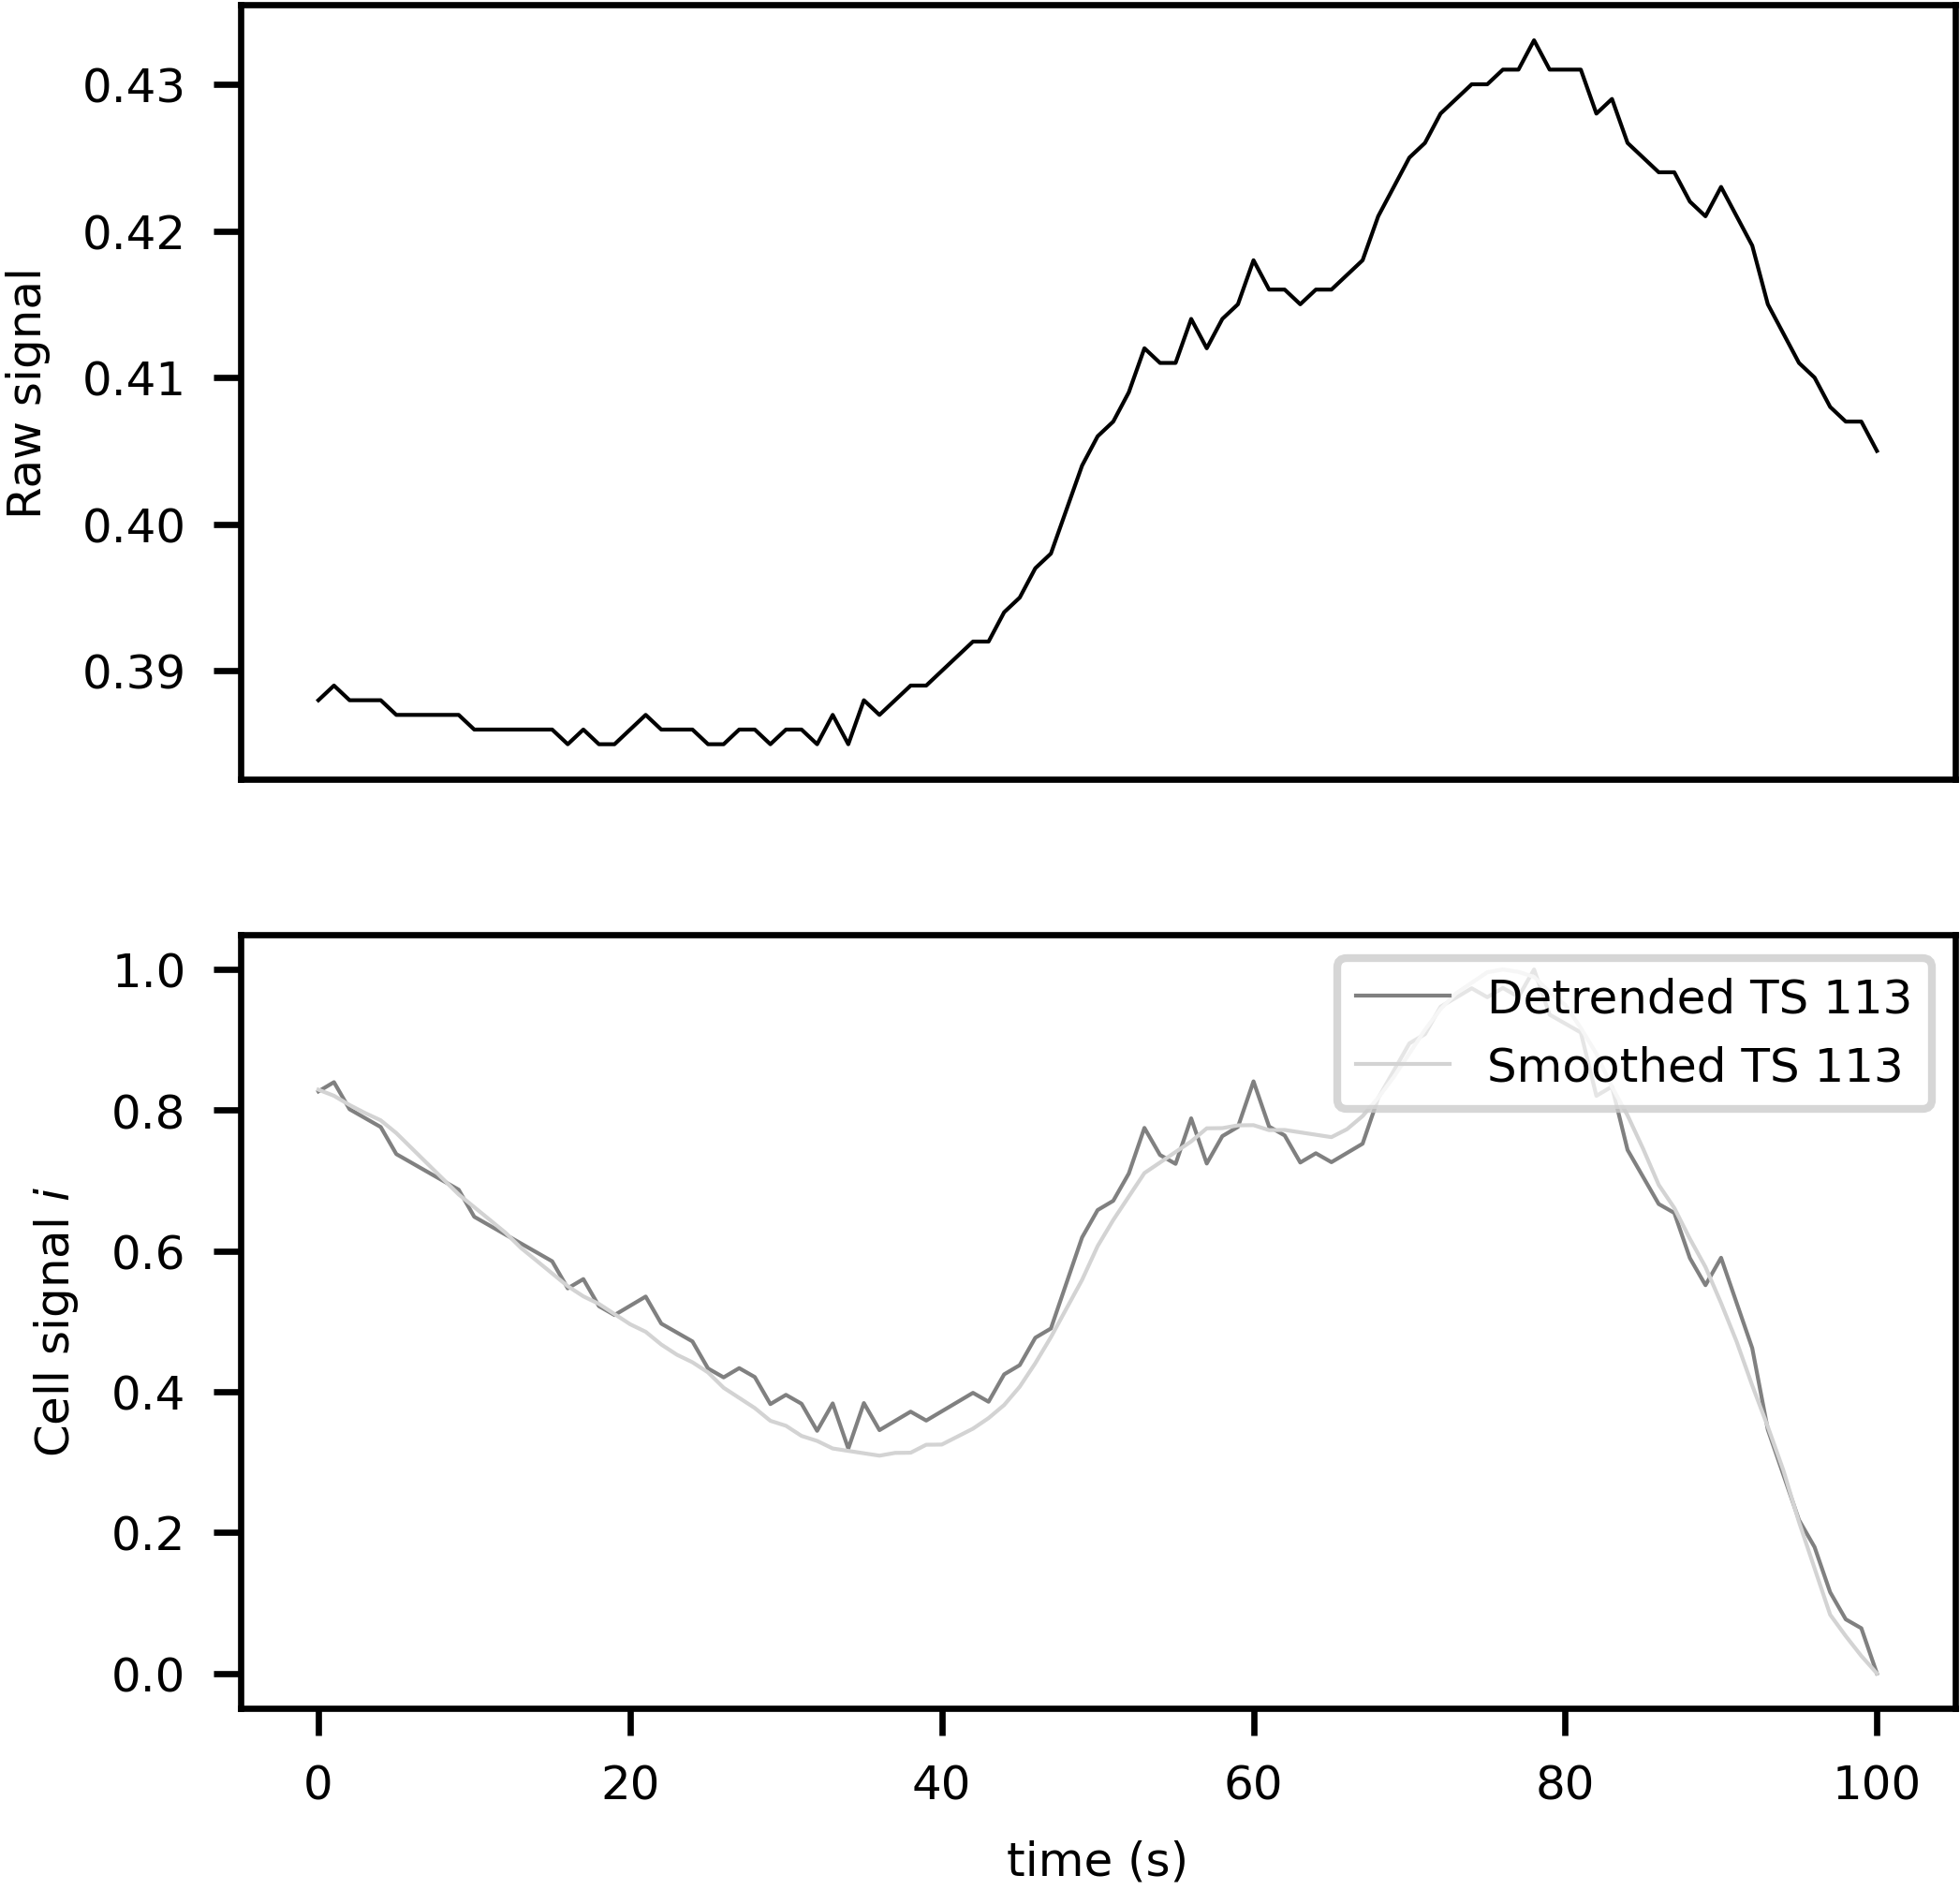 0.43
0.42
0.41
0.40
0.39
Raw signal
1.0
0.8
0.6
0.4
0.2
0.0
Cell signal i
Detrended TS 113
Smoothed TS 113
0 20 40 60 80 100
time (s)